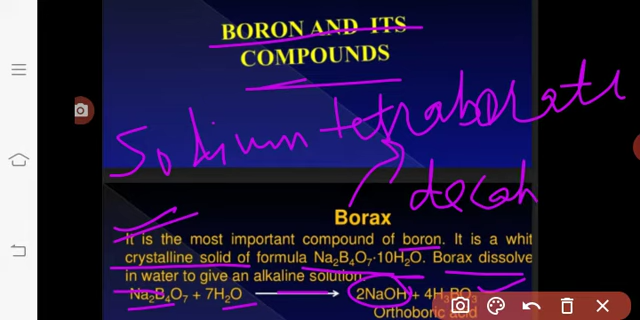 BORON AND ITS
COMPOUNDS
Sodium tetraborate
decah
Borax
It is the most important compound of boron. It is a whit
crystalline solid of formula Na₂B₄O₇·10H₂O. Borax dissolve
in water to give an alkaline solution.
Na₂B₄O₇ + 7H₂O ⟶ 2NaOH + 4H₃BO₃
Orthoboric acid